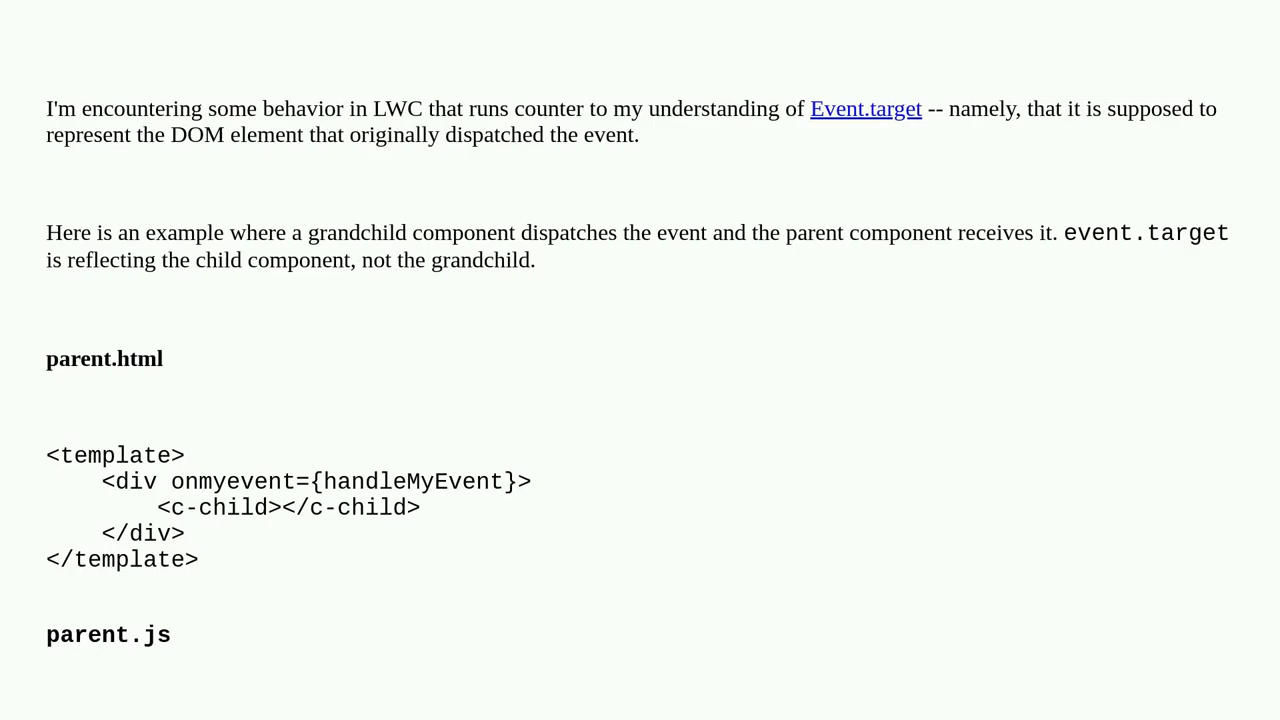 I'm encountering some behavior in LWC that runs counter to my understanding of Event.target -- namely, that it is supposed to
represent the DOM element that originally dispatched the event.
Here is an example where a grandchild component dispatches the event and the parent component receives it. event.target
is reflecting the child component, not the grandchild.
parent.html
<template>
    <div onmyevent={handleMyEvent}>
        <c-child></c-child>
    </div>
</template>
parent.js